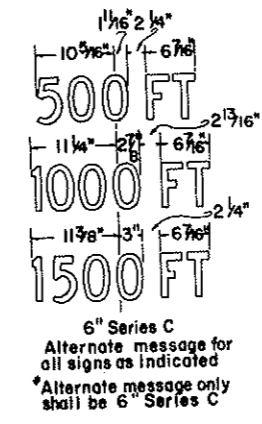 1 11/16" 2 1/4"
10 5/16" 6 7/16"
500 FT
2 13/16"
11 1/4" 2 7/8" 6 7/16"
1000 FT
2 1/4"
11 3/8" 3" 6 7/16"
1500 FT
6" Series C
Alternate message for
all signs as indicated
*Alternate message only
shall be 6" Series C